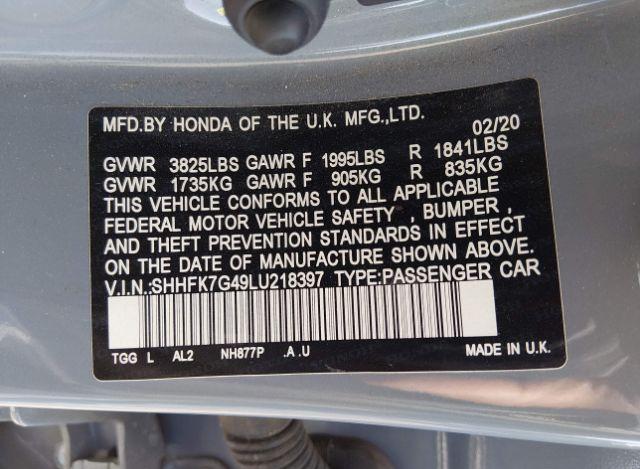 MFD.BY HONDA OF THE U.K. MFG.,LTD.
02/20
GVWR 3825LBS GAWR F 1995LBS R 1841LBS
GVWR 1735KG GAWR F 905KG R 835KG
THIS VEHICLE CONFORMS TO ALL APPLICABLE
FEDERAL MOTOR VEHICLE SAFETY , BUMPER ,
AND THEFT PREVENTION STANDARDS IN EFFECT
ON THE DATE OF MANUFACTURE SHOWN ABOVE.
V.I.N.:SHHFK7G49LU218397 TYPE:PASSENGER CAR
TGG L AL2 NH877P .A .U MADE IN U.K.